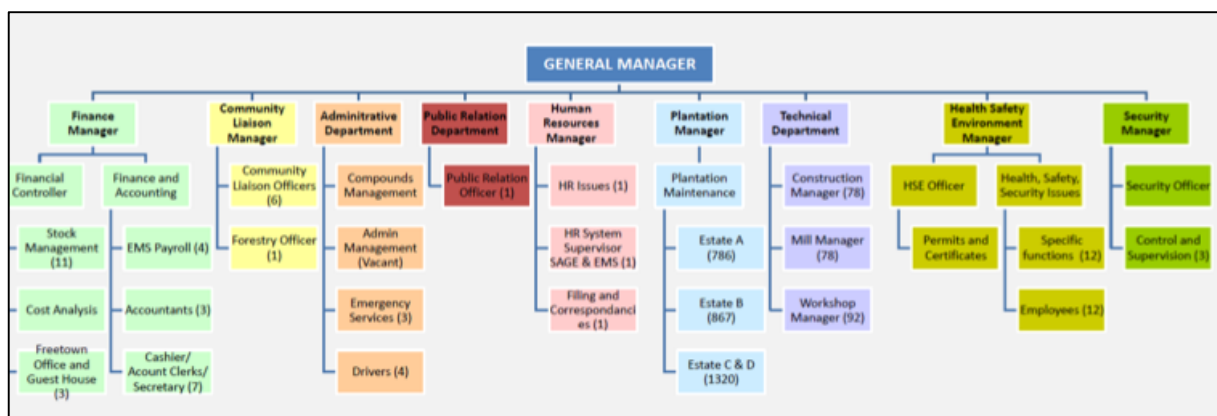 GENERAL MANAGER
Finance
Manager
Community
Liaison
Manager
Adminitrative
Department
Public Relation
Department
Human
Resources
Manager
Plantation
Manager
Technical
Department
Health Safety
Environment
Manager
Security
Manager
Financial
Controller
Finance and
Accounting
Community
Liaison Officers
(6)
Compounds
Management
Public Relation
Officer (1)
HR Issues (1)
Plantation
Maintenance
Construction
Manager (78)
HSE Officer
Health, Safety,
Security Issues
Security Officer
Stock
Management
(11)
EMS Payroll (4)
Forestry Officer
(1)
Admin
Management
(Vacant)
HR System
Supervisor
SAGE & EMS (1)
Estate A
(786)
Mill Manager
(78)
Permits and
Certificates
Specific
functions (12)
Control and
Supervision (3)
Cost Analysis
Accountants (3)
Emergency
Services (3)
Filing and
Correspondanci
es (1)
Estate B
(867)
Workshop
Manager (92)
Employees (12)
Freetown
Office and
Guest House
(3)
Cashier/
Acount Clerks/
Secretary (7)
Drivers (4)
Estate C & D
(1320)